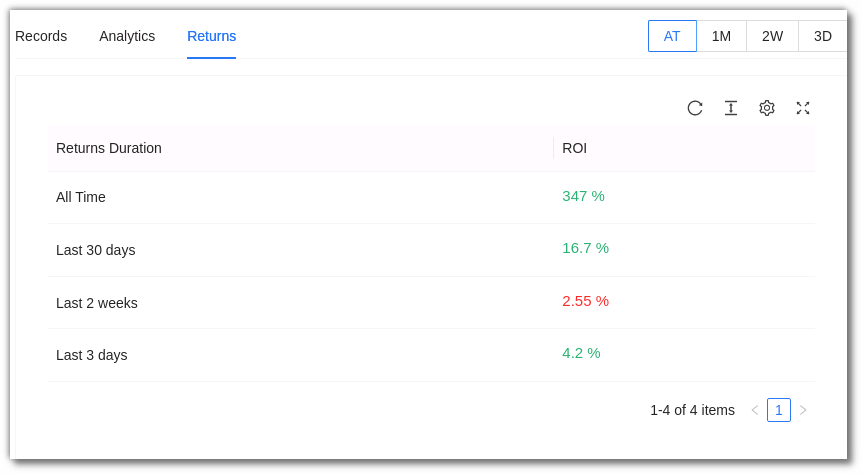 Records Analytics Returns AT 1M 2W 3D
Returns Duration ROI
All Time 347 %
Last 30 days 16.7 %
Last 2 weeks 2.55 %
Last 3 days 4.2 %
1-4 of 4 items 1